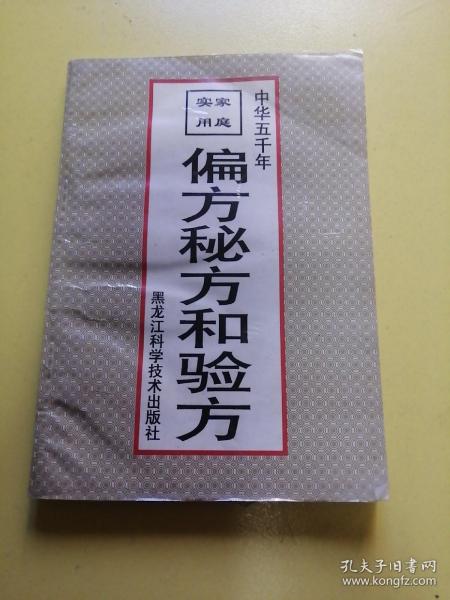 中华五千年
家庭
实用
偏方秘方和验方
黑龙江科学技术出版社
孔夫子旧书网
www.kongfz.com